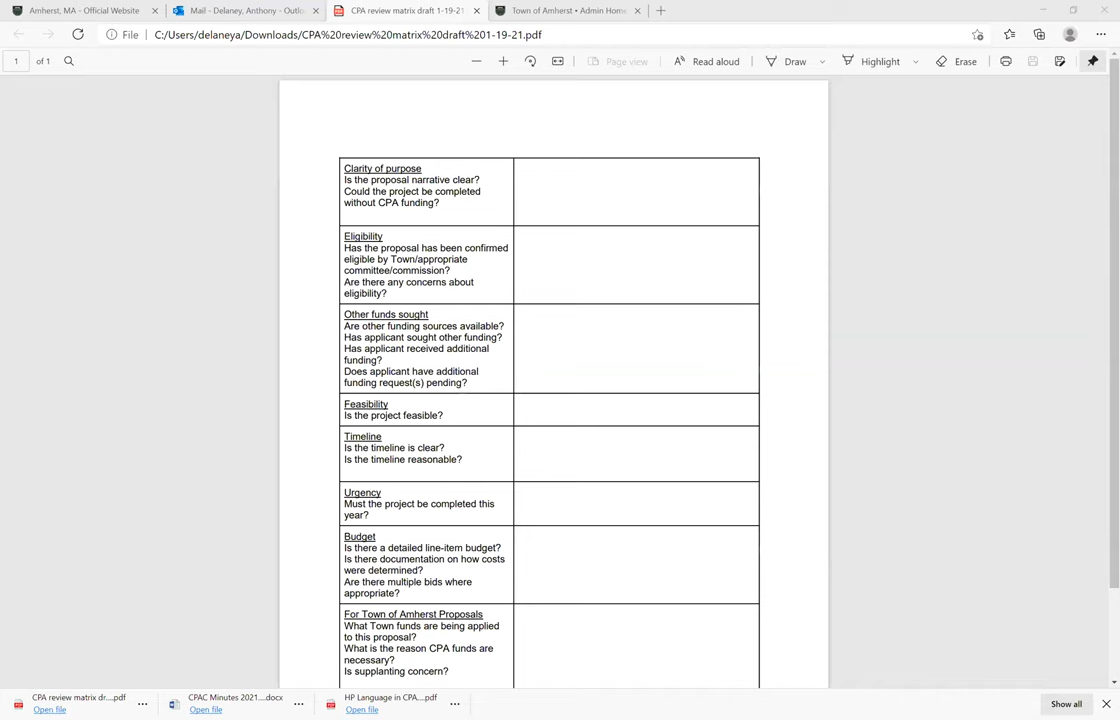 Amherst, MA - Official Website
Mail - Delaney, Anthony - Outlo
CPA review matrix draft 1-19-21
Town of Amherst • Admin Home
File
C:/Users/delaneya/Downloads/CPA%20review%20matrix%20draft%201-19-21.pdf
1 of 1
Page view
Read aloud
Draw
Highlight
Erase
Clarity of purpose
Is the proposal narrative clear?
Could the project be completed
without CPA funding?
Eligibility
Has the proposal has been confirmed
eligible by Town/appropriate
committee/commission?
Are there any concerns about
eligibility?
Other funds sought
Are other funding sources available?
Has applicant sought other funding?
Has applicant received additional
funding?
Does applicant have additional
funding request(s) pending?
Feasibility
Is the project feasible?
Timeline
Is the timeline is clear?
Is the timeline reasonable?
Urgency
Must the project be completed this
year?
Budget
Is there a detailed line-item budget?
Is there documentation on how costs
were determined?
Are there multiple bids where
appropriate?
For Town of Amherst Proposals
What Town funds are being applied
to this proposal?
What is the reason CPA funds are
necessary?
Is supplanting concern?
CPA review matrix dr....pdf
Open file
CPAC Minutes 2021....docx
Open file
HP Language in CPA....pdf
Open file
Show all